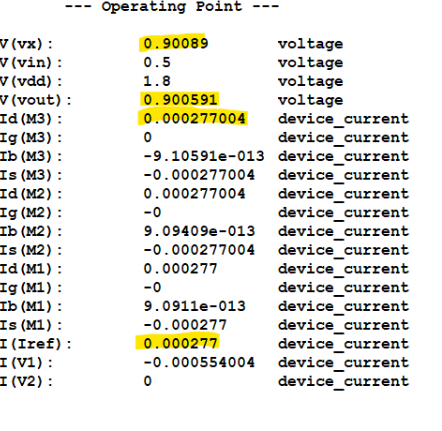 --- Operating Point ---
V(vx): 0.90089 voltage
V(vin): 0.5 voltage
V(vdd): 1.8 voltage
V(vout): 0.900591 voltage
Id(M3): 0.000277004 device_current
Ig(M3): 0 device_current
Ib(M3): -9.10591e-013 device_current
Is(M3): -0.000277004 device_current
Id(M2): 0.000277004 device_current
Ig(M2): -0 device_current
Ib(M2): 9.09409e-013 device_current
Is(M2): -0.000277004 device_current
Id(M1): 0.000277 device_current
Ig(M1): -0 device_current
Ib(M1): 9.0911e-013 device_current
Is(M1): -0.000277 device_current
I(Iref): 0.000277 device_current
I(V1): -0.000554004 device_current
I(V2): 0 device_current